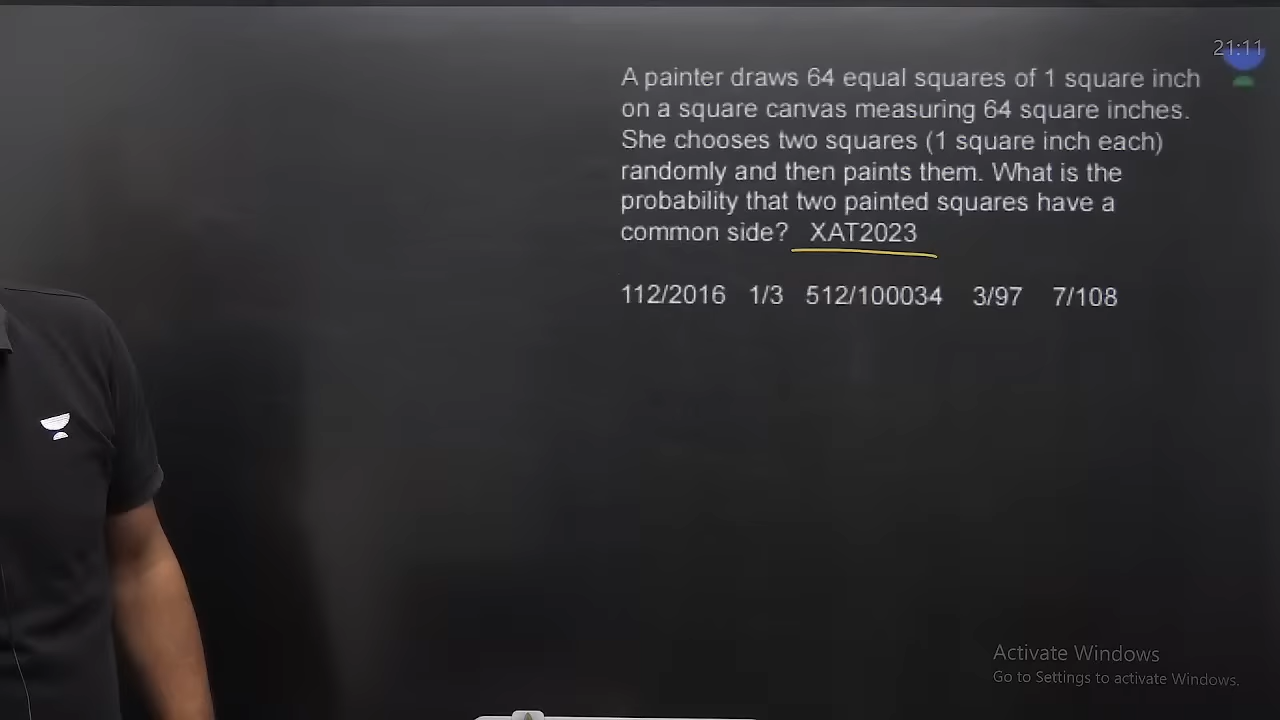 21:11
A painter draws 64 equal squares of 1 square inch
on a square canvas measuring 64 square inches.
She chooses two squares (1 square inch each)
randomly and then paints them. What is the
probability that two painted squares have a
common side? XAT2023
112/2016 1/3 512/100034 3/97 7/108
Activate Windows
Go to Settings to activate Windows.